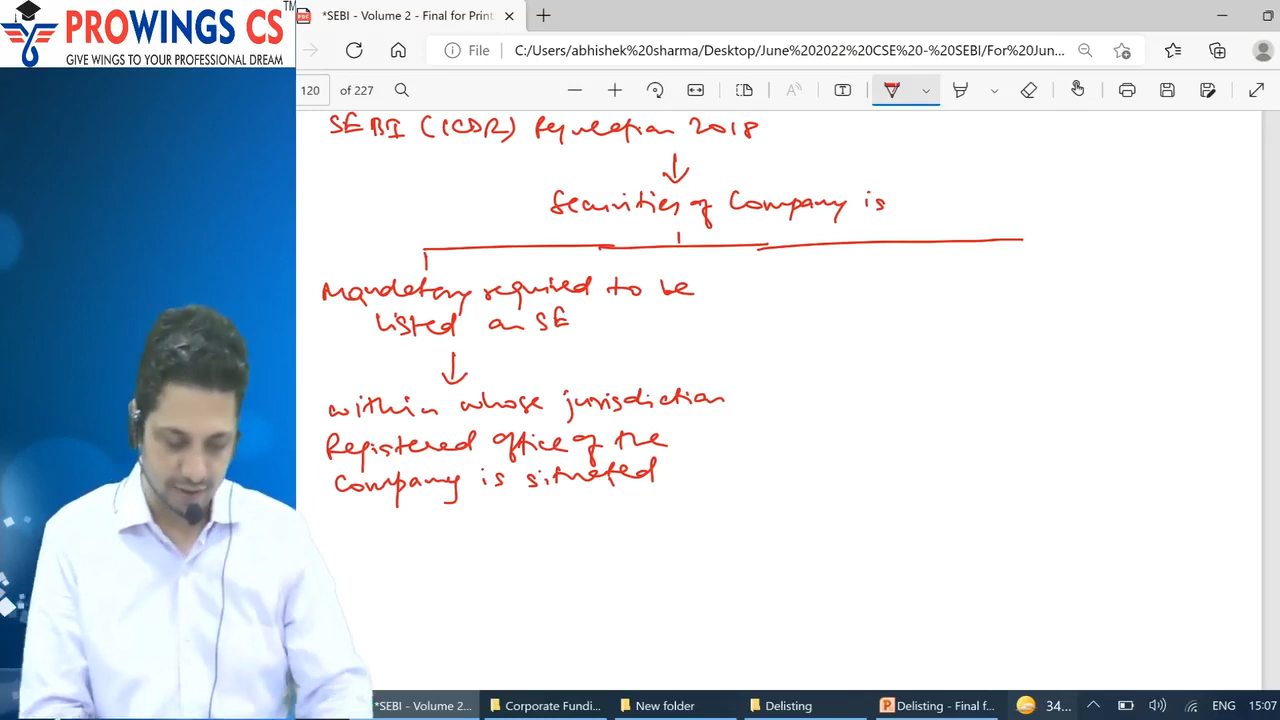 PROWINGS CS TM
GIVE WINGS TO YOUR PROFESSIONAL DREAM
*SEBI - Volume 2 - Final for Print
File C:/Users/abhishek%20sharma/Desktop/June%202022%20CSE%20-%20SEBI/For%20Jun...
120 of 227
SEBI (ICDR) Regulation 2018
Securities of Company is
Mandatory required to be
listed on SE
within whose jurisdiction
Registered office of the
company is situated
*SEBI - Volume 2... Corporate Fundi... New folder Delisting Delisting - Final f... 34... ENG 15:07